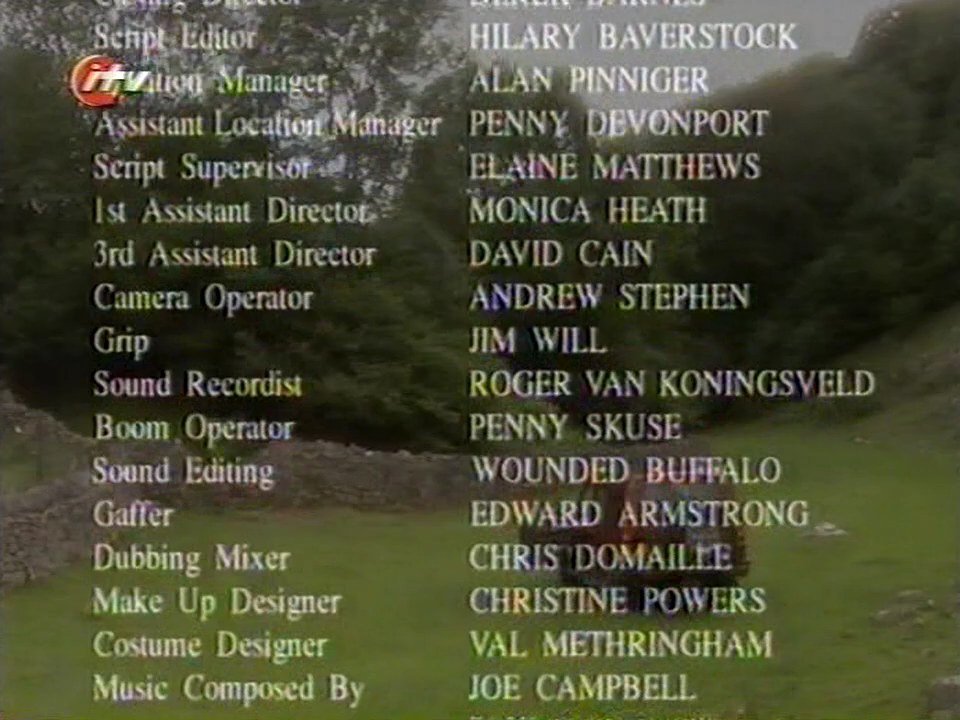 Script Editor HILARY BAVERSTOCK
itv ation Manager ALAN PINNIGER
Assistant Location Manager PENNY DEVONPORT
Script Supervisor ELAINE MATTHEWS
1st Assistant Director MONICA HEATH
3rd Assistant Director DAVID CAIN
Camera Operator ANDREW STEPHEN
Grip JIM WILL
Sound Recordist ROGER VAN KONINGSVELD
Boom Operator PENNY SKUSE
Sound Editing WOUNDED BUFFALO
Gaffer EDWARD ARMSTRONG
Dubbing Mixer CHRIS DOMAILLE
Make Up Designer CHRISTINE POWERS
Costume Designer VAL METHRINGHAM
Music Composed By JOE CAMPBELL